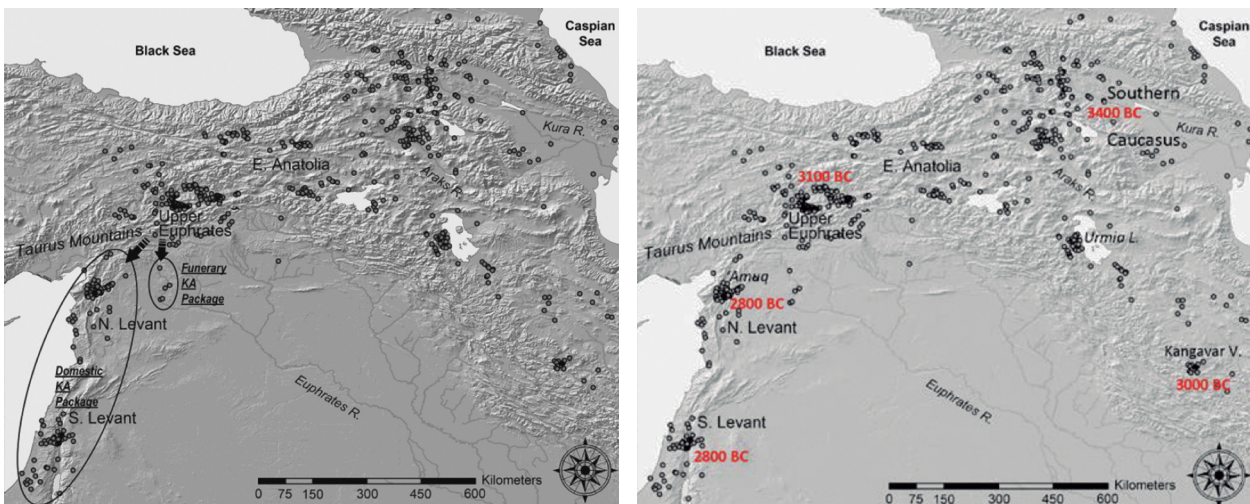 Black Sea
Caspian
Sea
Kura R.
E. Anatolia
Araks R.
Upper
Euphrates
Taurus Mountains
Funerary
KA
Package
N. Levant
Domestic
KA
Package
S. Levant
Euphrates R.
Kilometers
0 75 150 300 450 600
Black Sea
Caspian
Sea
Southern
3400 BC
Kura R.
Caucasus
E. Anatolia
3100 BC
Araks R.
Upper
Euphrates
Taurus Mountains
Urmia L.
'Amuq
2800 BC
N. Levant
Kangavar V.
3000 BC
Euphrates R.
S. Levant
2800 BC
Kilometers
0 75 150 300 450 600